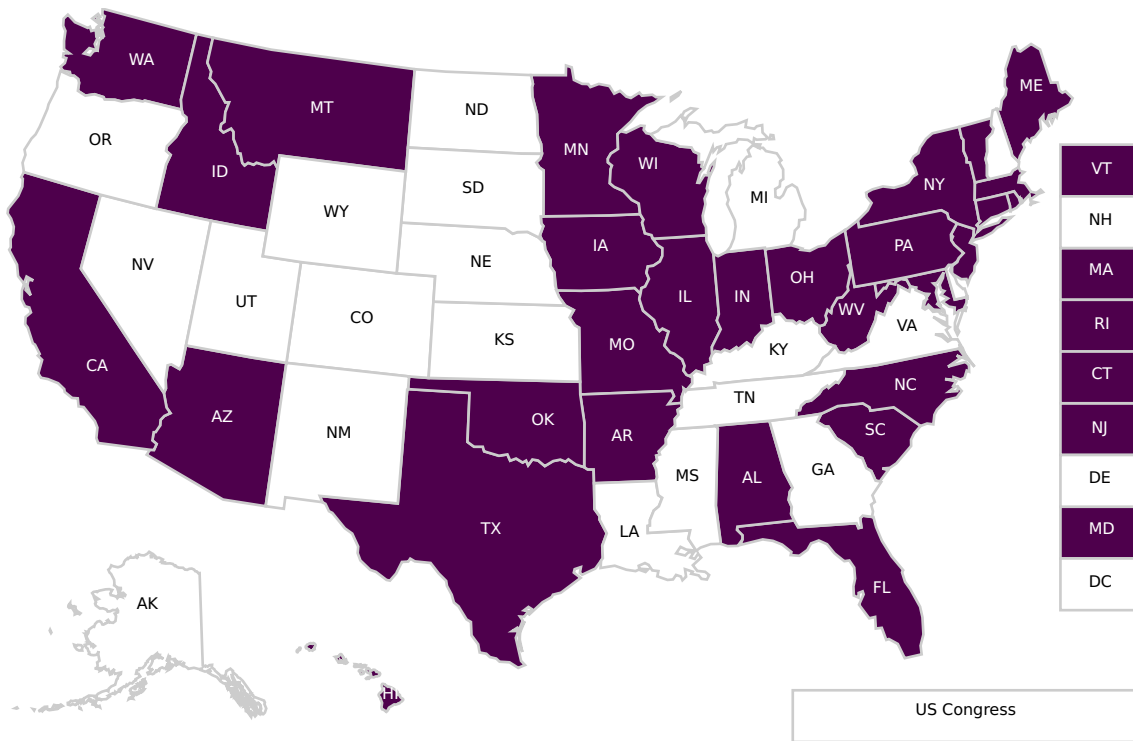 WA
MT
ND
MN
ME
OR
ID
SD
WI
MI
NY
VT
WY
NH
NV
UT
CO
NE
IA
IL
IN
OH
PA
MA
CA
KS
MO
WV
VA
RI
KY
CT
AZ
NM
OK
AR
TN
NC
SC
NJ
TX
LA
MS
AL
GA
DE
MD
AK
HI
FL
DC
US Congress